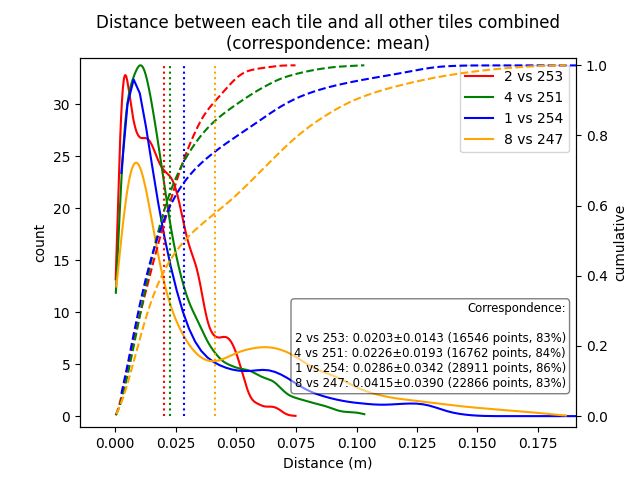 Distance between each tile and all other tiles combined
(correspondence: mean)
2 vs 253
4 vs 251
1 vs 254
8 vs 247
count
30
25
20
15
10
5
0
1.0
0.8
0.6
0.4
0.2
0.0
cumulative
Correspondence:
2 vs 253: 0.0203±0.0143 (16546 points, 83%)
4 vs 251: 0.0226±0.0193 (16762 points, 84%)
1 vs 254: 0.0286±0.0342 (28911 points, 86%)
8 vs 247: 0.0415±0.0390 (22866 points, 83%)
0.000 0.025 0.050 0.075 0.100 0.125 0.150 0.175
Distance (m)